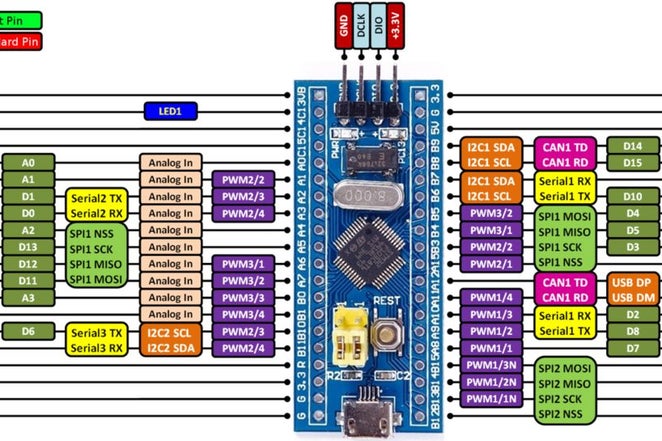 t Pin
ard Pin
GND DCLK DIO +3.3V
VB 3.3
LED1 C13 G
C14 5V
C15 B9 I2C1 SDA CAN1 TD D14
PWR PC13
A0 Analog In A0 B8 I2C1 SCL CAN1 RD D15
A1 Analog In PWM2/2 A1 B7 I2C1 SDA Serial1 RX
8.000
D1 Serial2 TX Analog In PWM2/3 A2 B6 I2C1 SCL Serial1 TX D10
D0 Serial2 RX Analog In PWM2/4 A3 B5 PWM3/2 SPI1 MOSI D4
A2 SPI1 NSS Analog In A4 B4 PWM3/1 SPI1 MISO D5
D13 SPI1 SCK Analog In A5 B3 PWM2/2 SPI1 SCK D3
D12 SPI1 MISO Analog In PWM3/1 A6 A15 PWM2/1 SPI1 NSS
D11 SPI1 MOSI Analog In PWM3/2 A7 A12 CAN1 TD USB DP
A3 Analog In PWM3/3 B0 REST A11 PWM1/4 CAN1 RD USB DM
Analog In PWM3/4 B1 A10 PWM1/3 Serial1 RX D2
D6 Serial3 TX I2C2 SCL PWM2/3 B10 A9 PWM1/2 Serial1 TX D8
Serial3 RX I2C2 SDA PWM2/4 B11 A8 PWM1/1 D7
R B15 PWM1/3N SPI2 MOSI
R2 C2
3.3 B14 PWM1/2N SPI2 MISO
G B13 PWM1/1N SPI2 SCK
G B12 SPI2 NSS